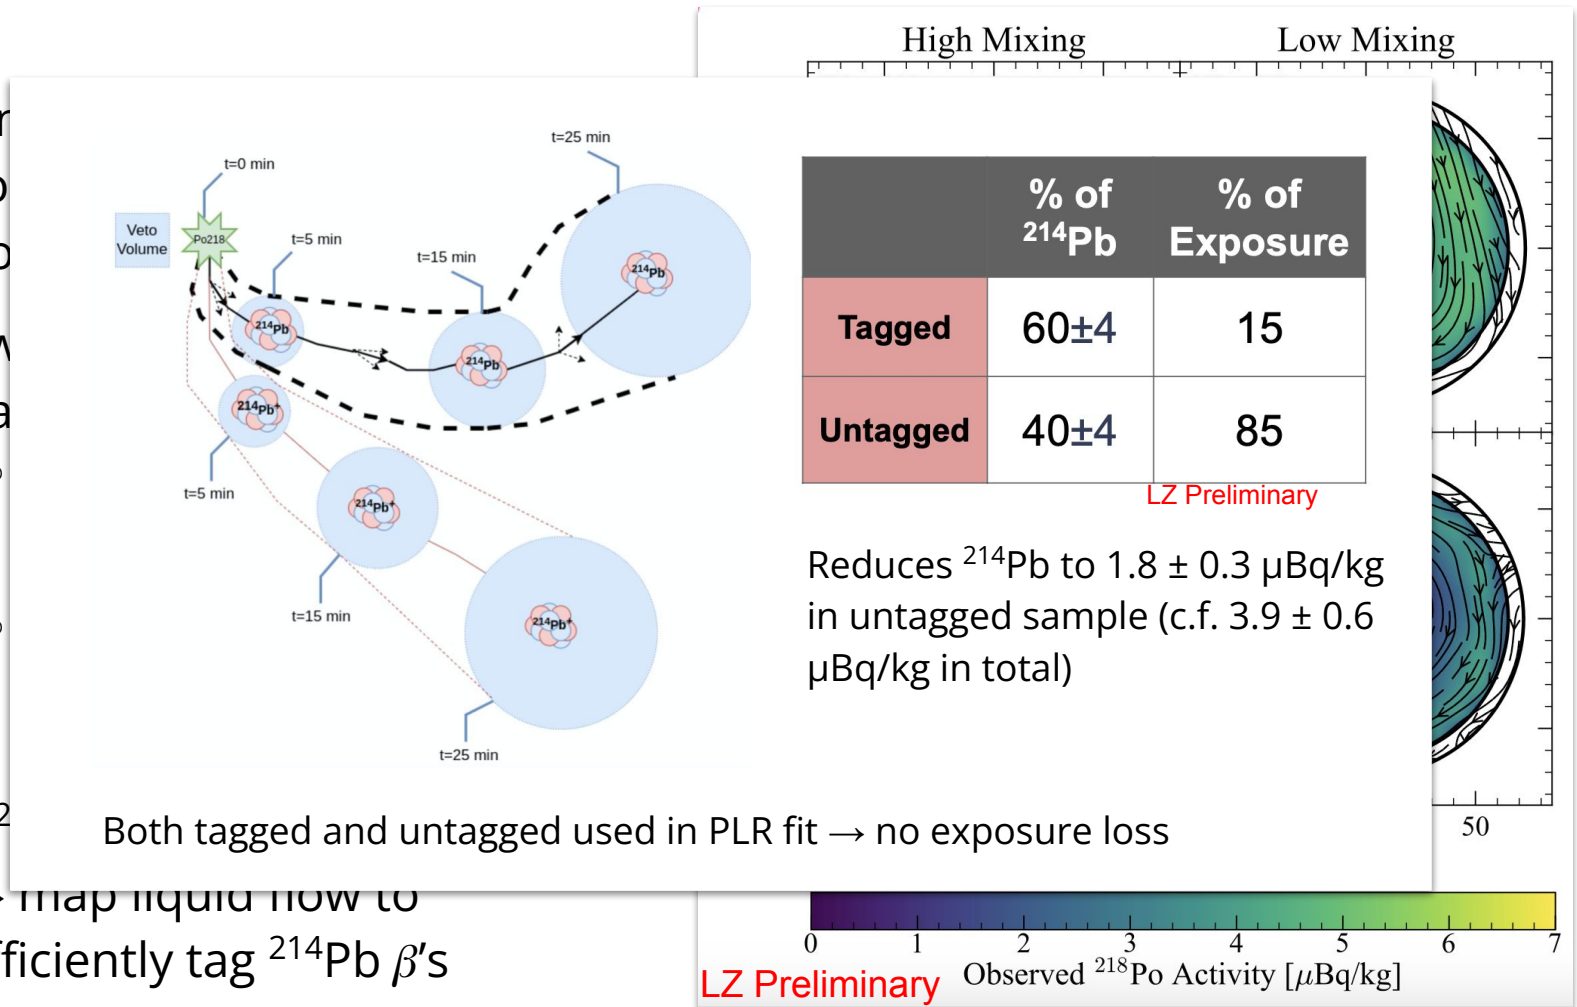 High Mixing
Low Mixing
t=25 min
t=0 min
Veto
Volume
Po218
t=5 min
t=15 min
214Pb
214Pb
214Pb
214Pb+
t=5 min
214Pb+
t=15 min
214Pb+
t=25 min
% of ²¹⁴Pb
% of Exposure
Tagged
60±4
15
Untagged
40±4
85
LZ Preliminary
Reduces ²¹⁴Pb to 1.8 ± 0.3 µBq/kg
in untagged sample (c.f. 3.9 ± 0.6
µBq/kg in total)
Both tagged and untagged used in PLR fit → no exposure loss
50
map liquid flow to
fficiently tag ²¹⁴Pb β's
0 1 2 3 4 5 6 7
LZ Preliminary
Observed ²¹⁸Po Activity [µBq/kg]